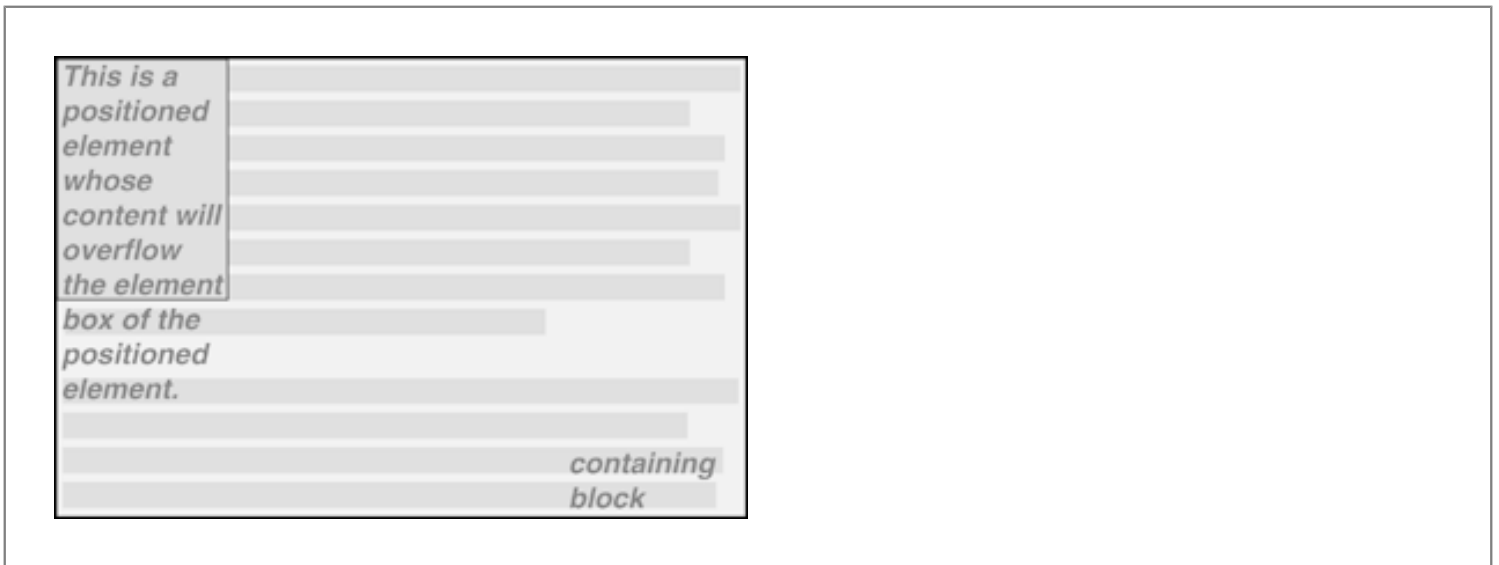 This is a
positioned
element
whose
content will
overflow
the element
box of the
positioned
element.
containing
block